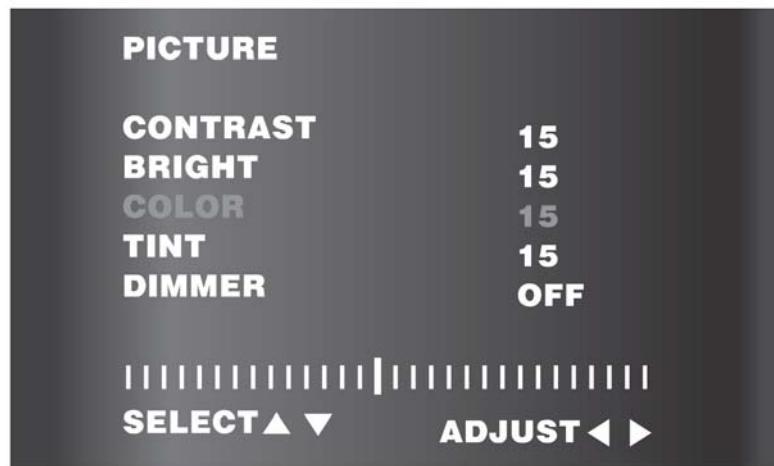 PICTURE
CONTRAST 15
BRIGHT 15
COLOR 15
TINT 15
DIMMER OFF
SELECT▲ ▼ ADJUST◀ ▶